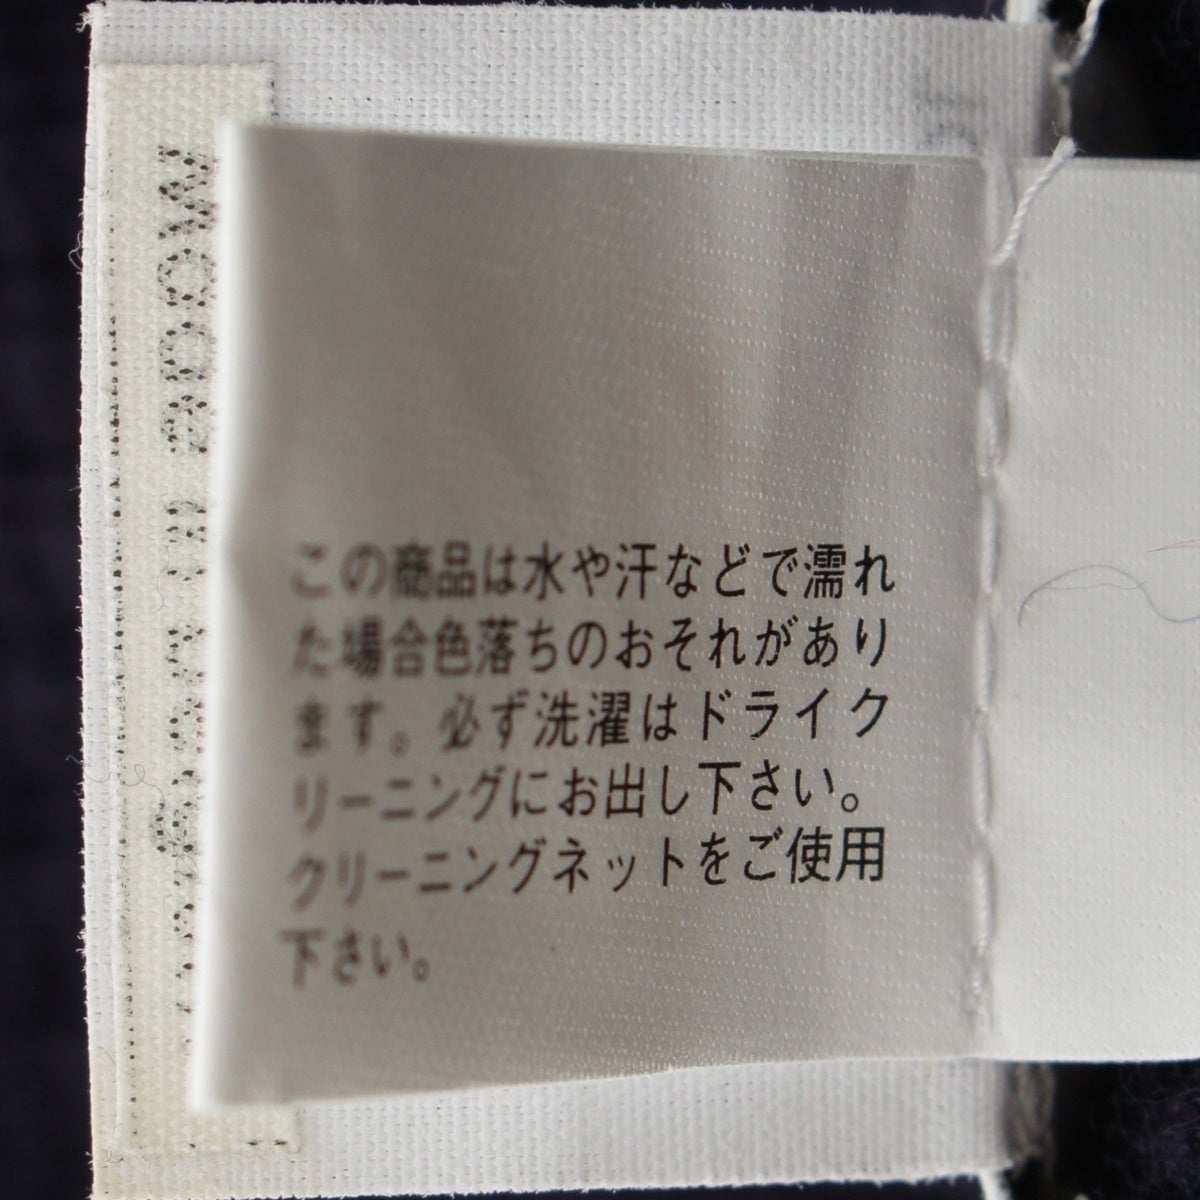 この商品は水や汗などで濡れ
た場合色落ちのおそれがあり
ます。必ず洗濯はドライク
リーニングにお出し下さい。
クリーニングネットをご使用
下さい。
Made in